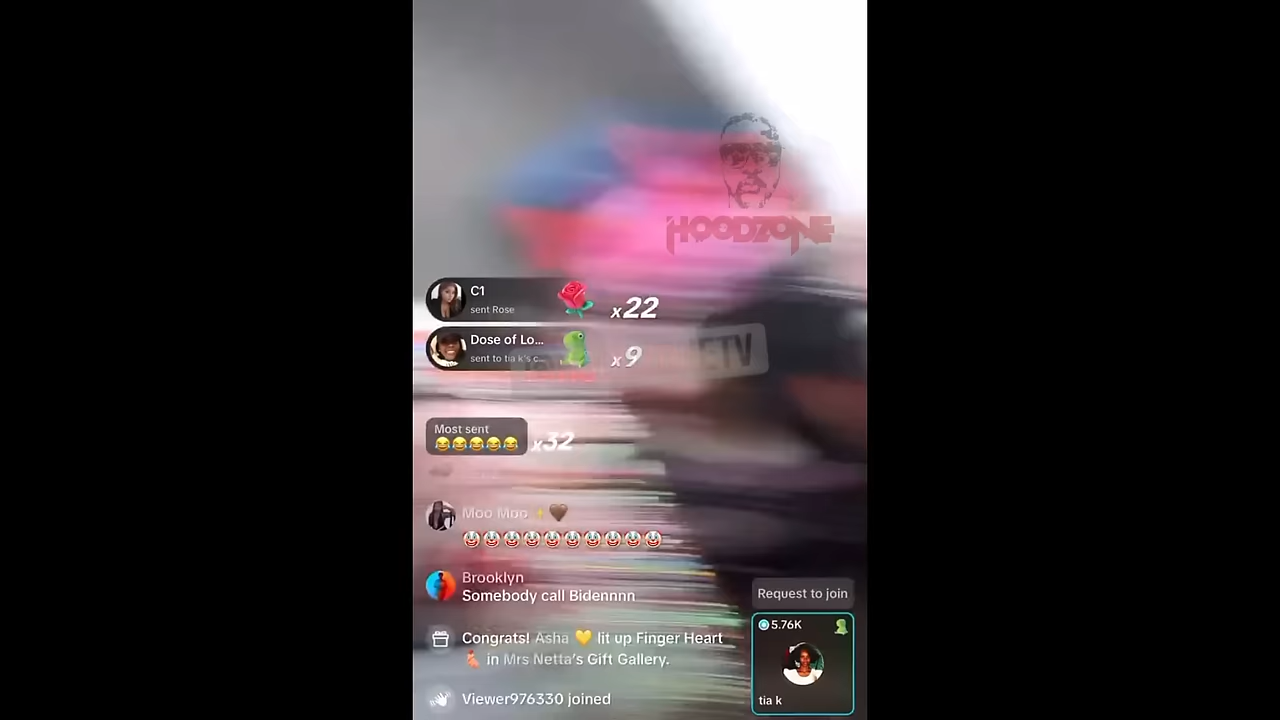 HOODZONE
C1
sent Rose
x22
Dose of Lo...
sent to tia k's c...
x9
ETV
Most sent
x32
Moo Moo
Brooklyn
Somebody call Bidennnn
Congrats! Asha 💛 lit up Finger Heart
in Mrs Netta's Gift Gallery.
Viewer976330 joined
Request to join
5.76K
tia k